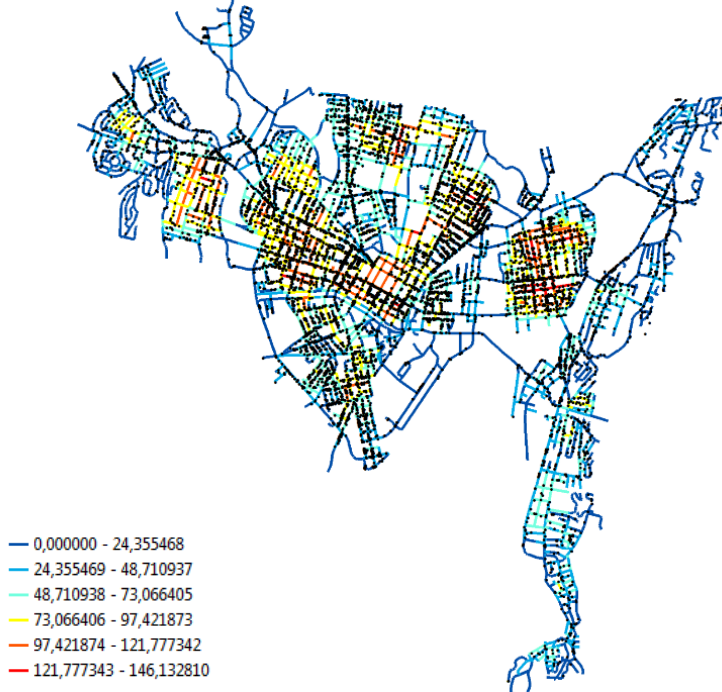 0,000000 - 24,355468
24,355469 - 48,710937
48,710938 - 73,066405
73,066406 - 97,421873
97,421874 - 121,777342
121,777343 - 146,132810